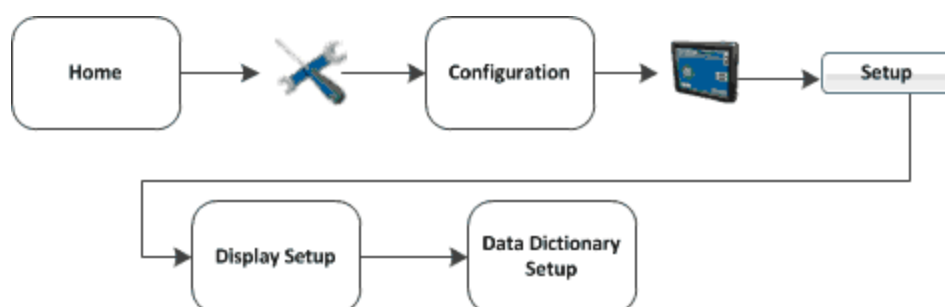 Home
Configuration
Setup
Display Setup
Data Dictionary
Setup